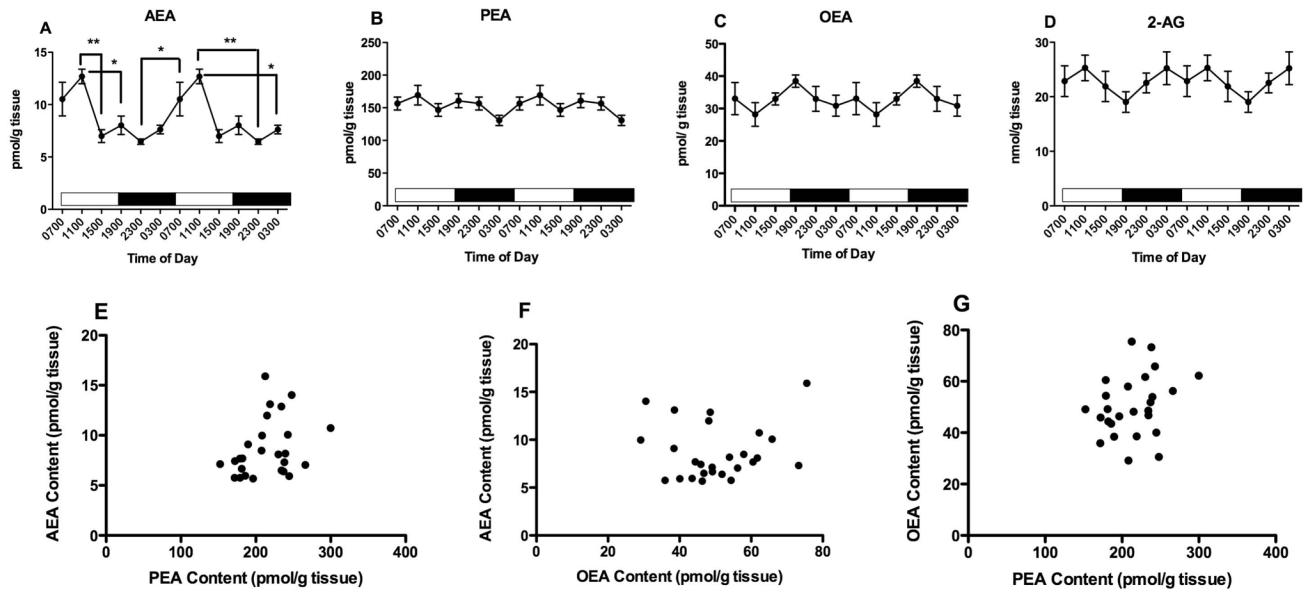 A
AEA
pmol/g tissue
15
10
5
0
**
*
*
**
*
0700 1100 1500 1900 2300 0300 0700 1100 1500 1900 2300 0300
Time of Day
B
PEA
pmol/g tissue
250
200
150
100
50
0
0700 1100 1500 1900 2300 0300 0700 1100 1500 1900 2300 0300
Time of Day
C
OEA
pmol/ g tissue
50
40
30
20
10
0
0700 1100 1500 1900 2300 0300 0700 1100 1500 1900 2300 0300
Time of Day
D
2-AG
nmol/g tissue
30
20
10
0
0700 1100 1500 1900 2300 0300 0700 1100 1500 1900 2300 0300
Time of Day
E
AEA Content (pmol/g tissue)
20
15
10
5
0
0 100 200 300 400
PEA Content (pmol/g tissue)
F
AEA Content (pmol/g tissue)
20
15
10
5
0
0 20 40 60 80
OEA Content (pmol/g tissue)
G
OEA Content (pmol/g tissue)
80
60
40
20
0
0 100 200 300 400
PEA Content (pmol/g tissue)